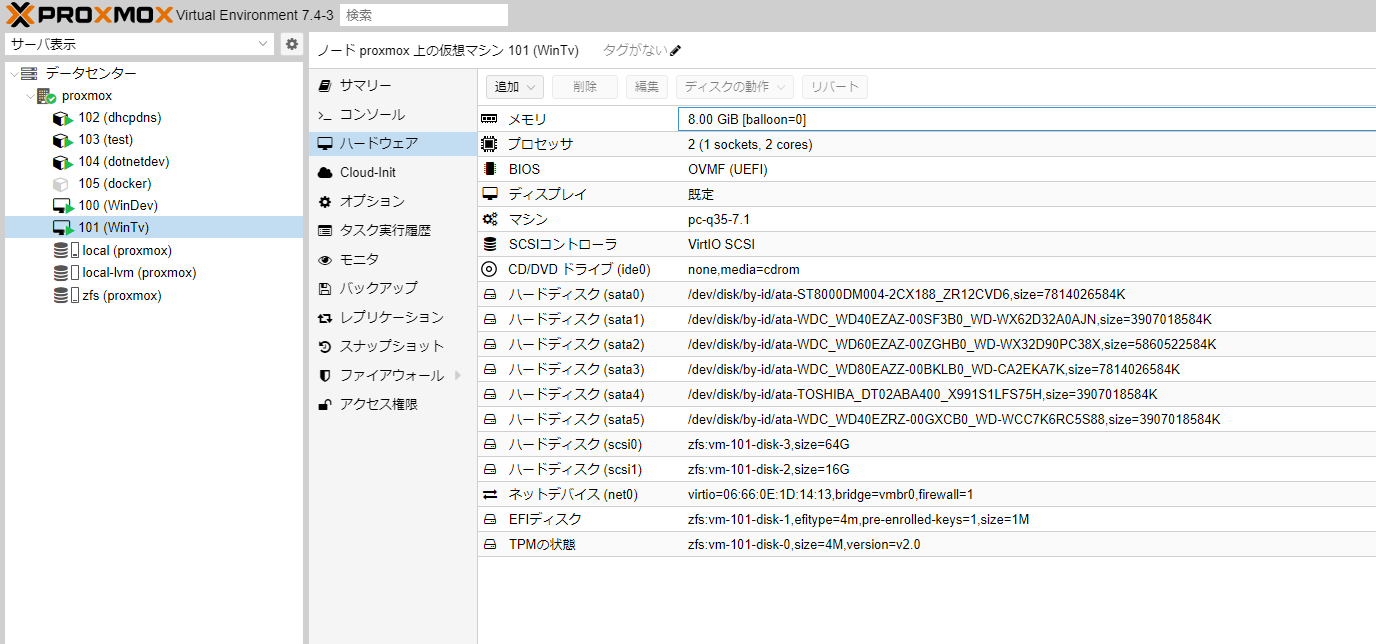 PROXMOX Virtual Environment 7.4-3 検索
サーバ表示
データセンター
proxmox
102 (dhcpdns)
103 (test)
104 (dotnetdev)
105 (docker)
100 (WinDev)
101 (WinTv)
local (proxmox)
local-lvm (proxmox)
zfs (proxmox)
ノード proxmox 上の仮想マシン 101 (WinTv) タグがない
サマリー
コンソール
ハードウェア
Cloud-Init
オプション
タスク実行履歴
モニタ
バックアップ
レプリケーション
スナップショット
ファイアウォール
アクセス権限
追加 削除 編集 ディスクの動作 リバート
メモリ 8.00 GiB [balloon=0]
プロセッサ 2 (1 sockets, 2 cores)
BIOS OVMF (UEFI)
ディスプレイ 既定
マシン pc-q35-7.1
SCSIコントローラ VirtIO SCSI
CD/DVD ドライブ (ide0) none,media=cdrom
ハードディスク (sata0) /dev/disk/by-id/ata-ST8000DM004-2CX188_ZR12CVD6,size=7814026584K
ハードディスク (sata1) /dev/disk/by-id/ata-WDC_WD40EZAZ-00SF3B0_WD-WX62D32A0AJN,size=3907018584K
ハードディスク (sata2) /dev/disk/by-id/ata-WDC_WD60EZAZ-00ZGHB0_WD-WX32D90PC38X,size=5860522584K
ハードディスク (sata3) /dev/disk/by-id/ata-WDC_WD80EAZZ-00BKLB0_WD-CA2EKA7K,size=7814026584K
ハードディスク (sata4) /dev/disk/by-id/ata-TOSHIBA_DT02ABA400_X991S1LFS75H,size=3907018584K
ハードディスク (sata5) /dev/disk/by-id/ata-WDC_WD40EZRZ-00GXCB0_WD-WCC7K6RC5S88,size=3907018584K
ハードディスク (scsi0) zfs:vm-101-disk-3,size=64G
ハードディスク (scsi1) zfs:vm-101-disk-2,size=16G
ネットデバイス (net0) virtio=06:66:0E:1D:14:13,bridge=vmbr0,firewall=1
EFIディスク zfs:vm-101-disk-1,efitype=4m,pre-enrolled-keys=1,size=1M
TPMの状態 zfs:vm-101-disk-0,size=4M,version=v2.0